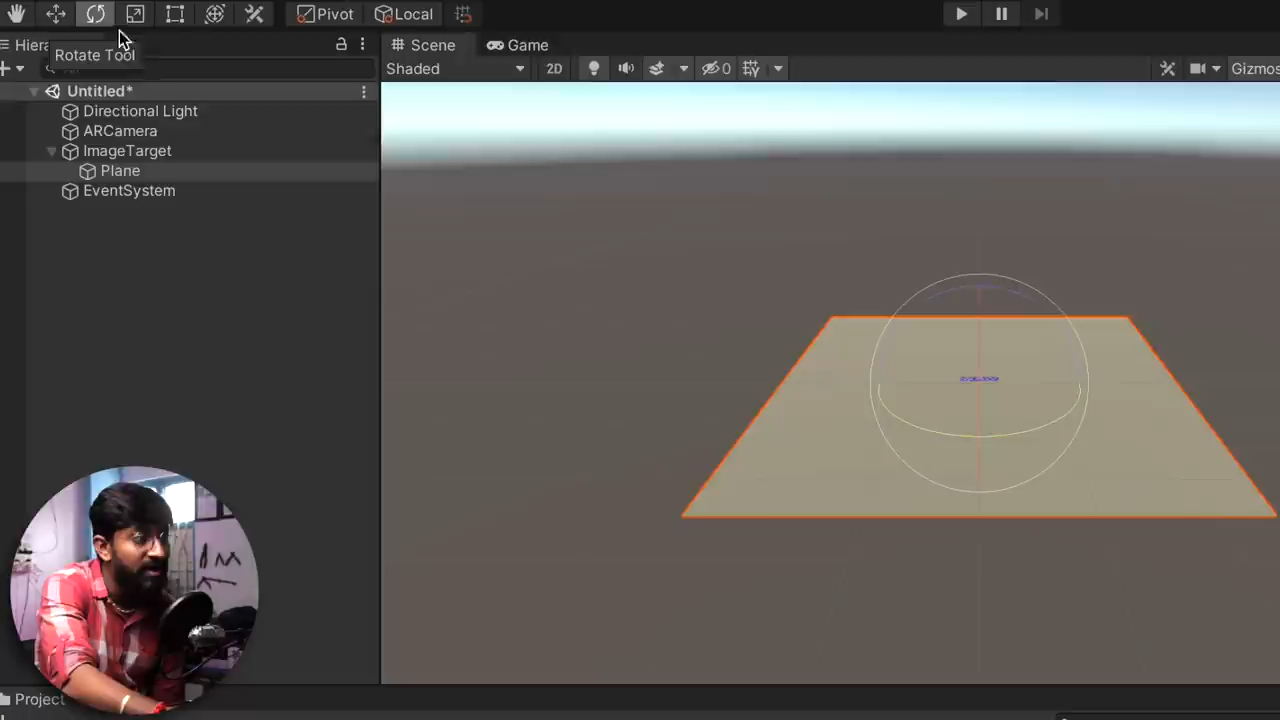 Pivot Local
Hiera
Rotate Tool
Scene Game
Shaded 2D 0 Gizmos
Untitled*
Directional Light
ARCamera
ImageTarget
Plane
EventSystem
Project